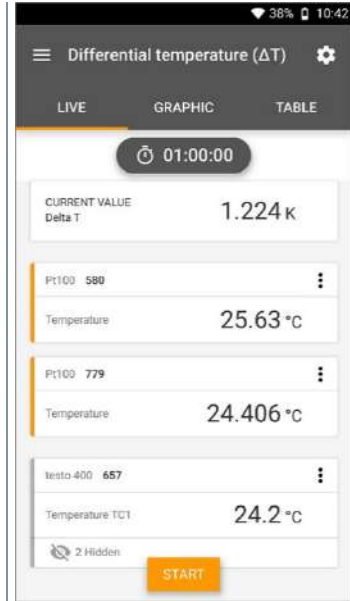 38% 10:42
Differential temperature (ΔT)
LIVE GRAPHIC TABLE
01:00:00
CURRENT VALUE
Delta T
1.224 K
Pt100 580
Temperature 25.63 °C
Pt100 779
Temperature 24.406 °C
testo 400 657
Temperature TC1 24.2 °C
2 Hidden
START